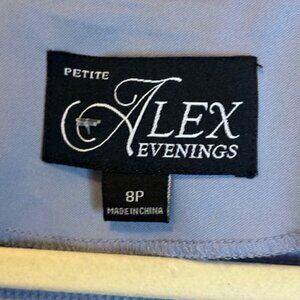 PETITE
ALEX
EVENINGS
8P
MADE IN CHINA